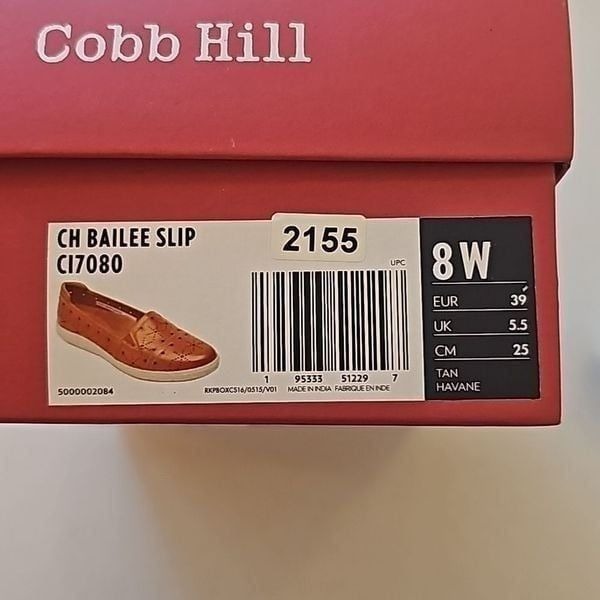 Cobb Hill
CH BAILEE SLIP
CI7080
2155
UPC
1 95333 51229 7
5000002084
RKPBOXCS16/0515/V01 MADE IN INDIA FABRIQUE EN INDE
8 W
EUR 39
UK 5.5
CM 25
TAN
HAVANE